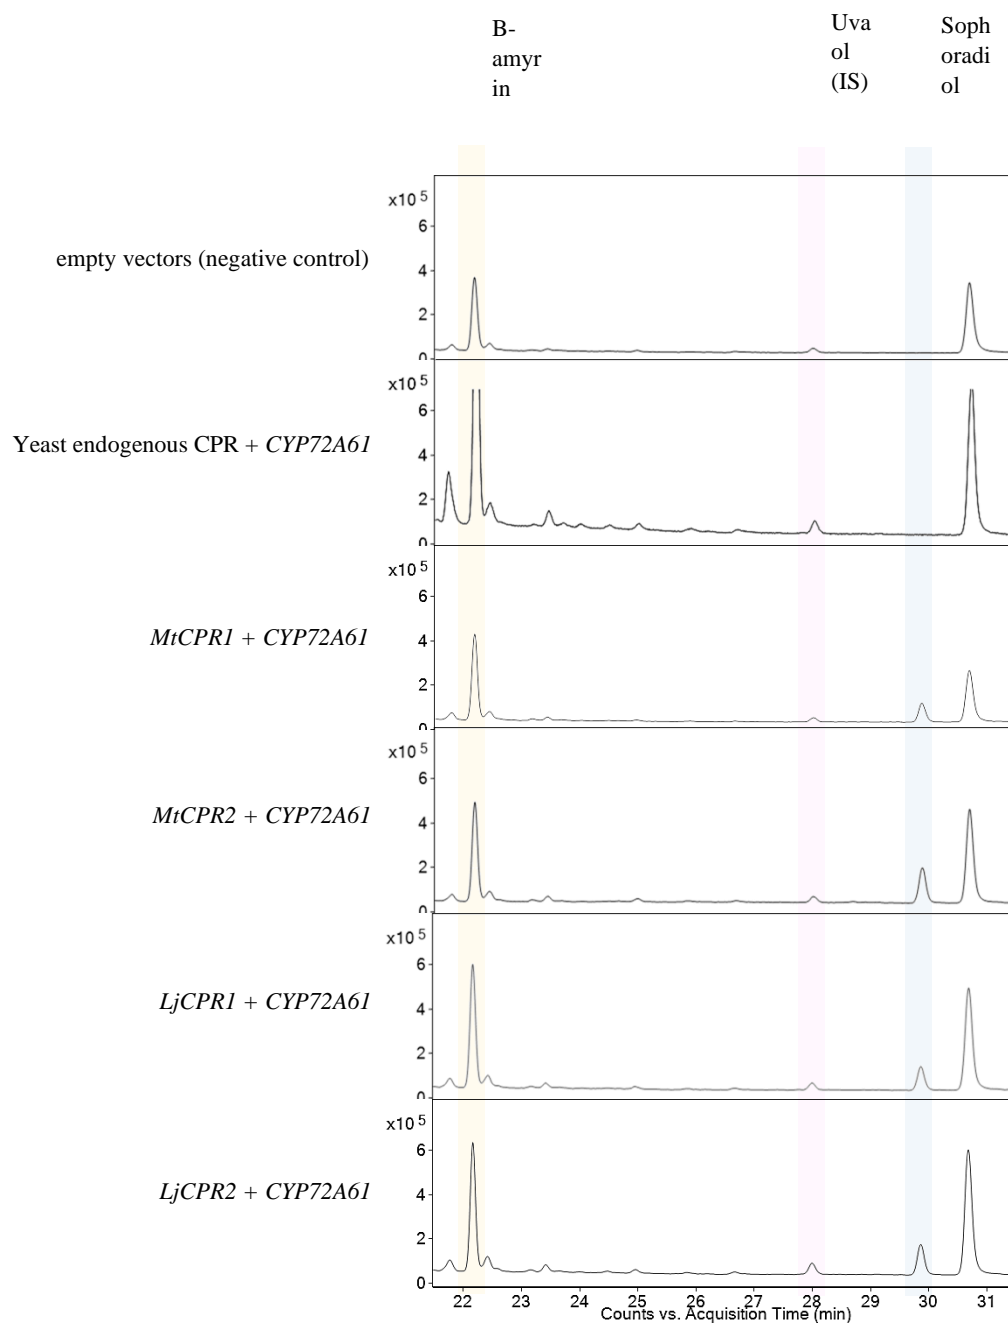 B-
amyr
in
Uva
ol
(IS)
Soph
oradi
ol
empty vectors (negative control)
x10 5
6
4
2
0
Yeast endogenous CPR + CYP72A61
x10 5
6
4
2
0
MtCPR1 + CYP72A61
x10 5
6
4
2
0
MtCPR2 + CYP72A61
x10 5
6
4
2
0
LjCPR1 + CYP72A61
x10 5
6
4
2
0
LjCPR2 + CYP72A61
x10 5
6
4
2
0
22 23 24 25 26 27 28 29 30 31
Counts vs. Acquisition Time (min)